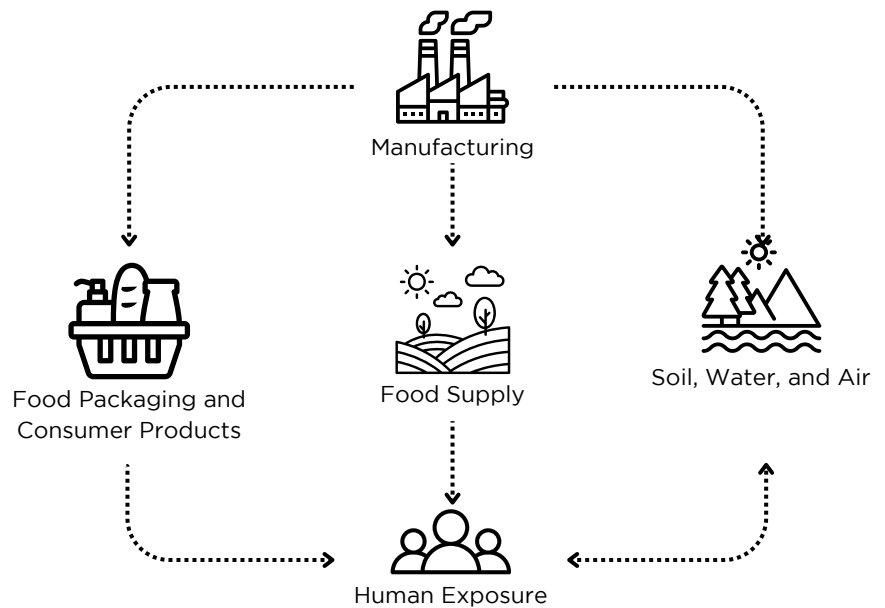 Manufacturing
Food Packaging and
Consumer Products
Food Supply
Soil, Water, and Air
Human Exposure